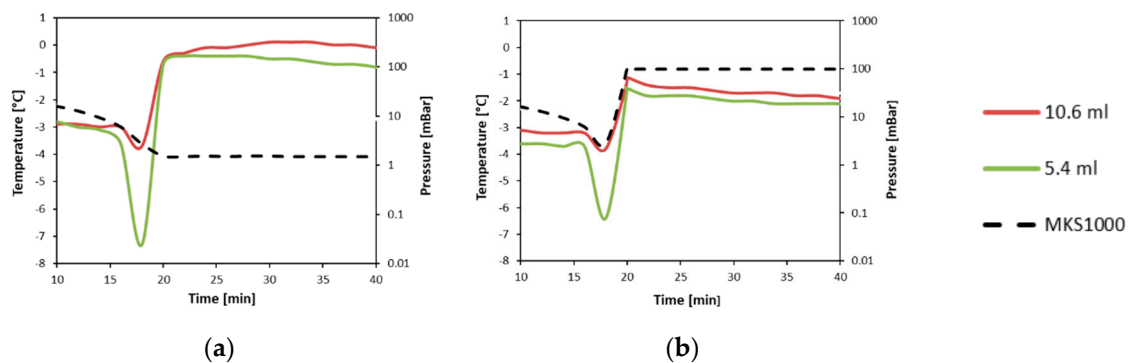 1
0
-1
-2
-3
-4
-5
-6
-7
-8
Temperature [°C]
1000
100
10
1
0.1
0.01
Pressure [mBar]
10 15 20 25 30 35 40
Time [min]
(a)
1
0
-1
-2
-3
-4
-5
-6
-7
-8
Temperature [°C]
1000
100
10
1
0.1
0.01
Pressure [mBar]
10 15 20 25 30 35 40
Time [min]
(b)
10.6 ml
5.4 ml
MKS1000